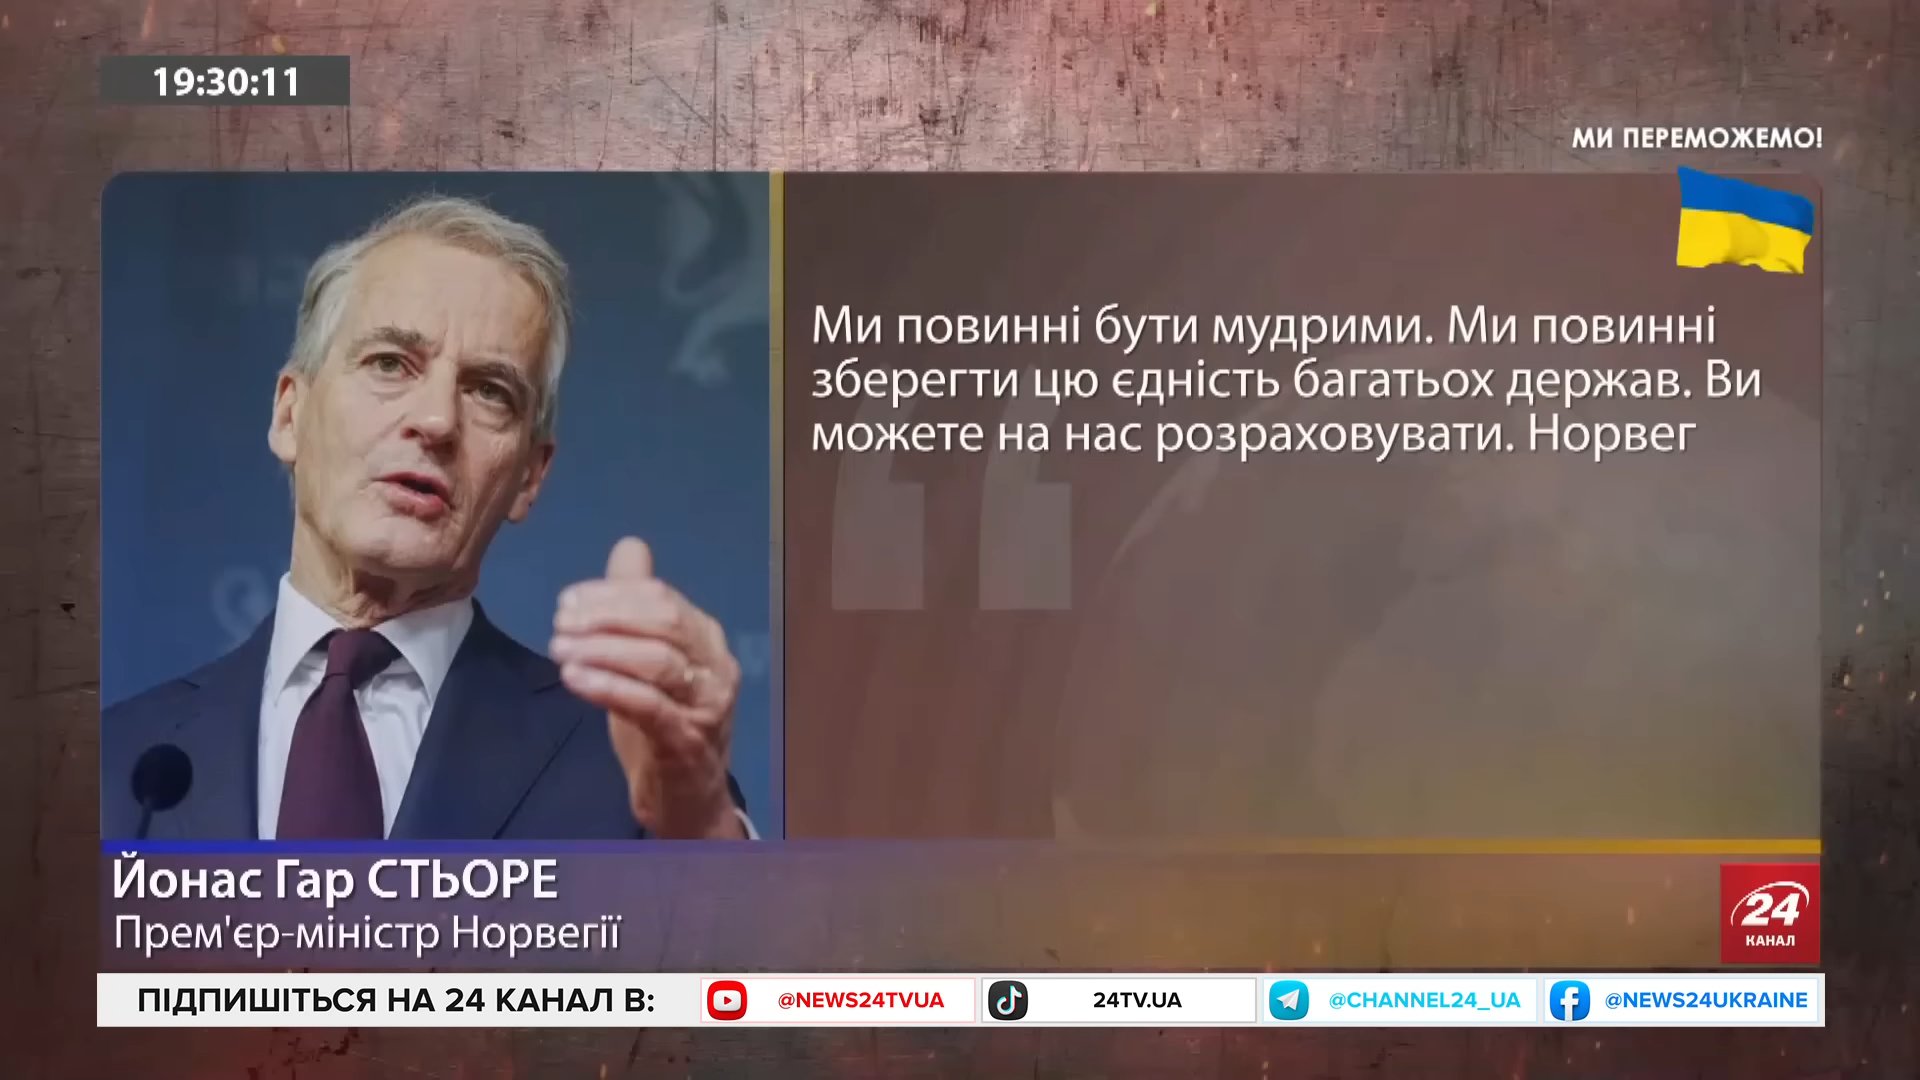 19:30:11
МИ ПЕРЕМОЖЕМО!
Ми повинні бути мудрими. Ми повинні
зберегти цю єдність багатьох держав. Ви
можете на нас розраховувати. Норвег
Йонас Гар СТЬОРЕ
Прем'єр-міністр Норвегії
24
КАНАЛ
ПІДПИШІТЬСЯ НА 24 КАНАЛ В:
@NEWS24TVUA
24TV.UA
@CHANNEL24_UA
@NEWS24UKRAINE